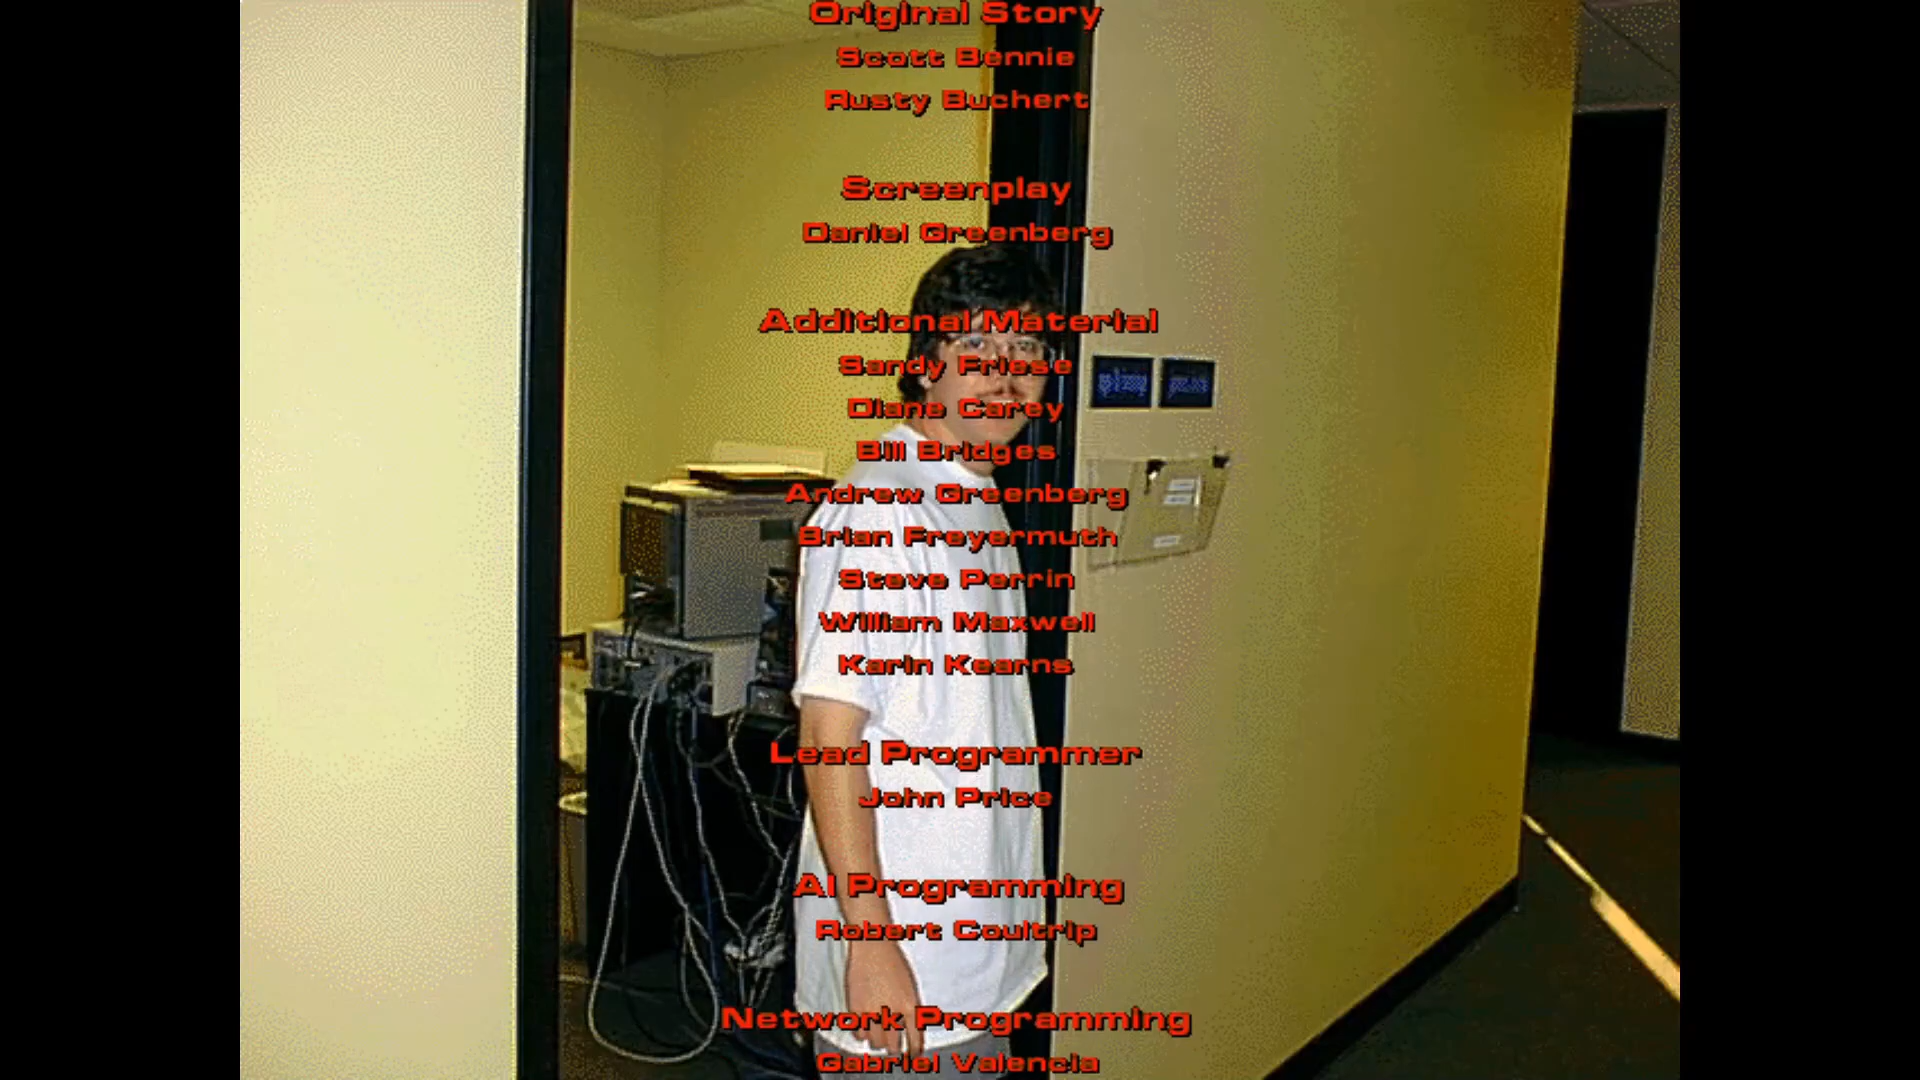 Original Story
Scott Bennie
Rusty Buchert
Screenplay
Daniel Greenberg
Additional Material
Sandy Friese
Diane Carey
Bill Bridges
Andrew Greenberg
Brian Freyermuth
Steve Perrin
William Maxwell
Karin Kearns
Lead Programmer
John Price
AI Programming
Robert Coultrip
Network Programming
Gabriel Valencia